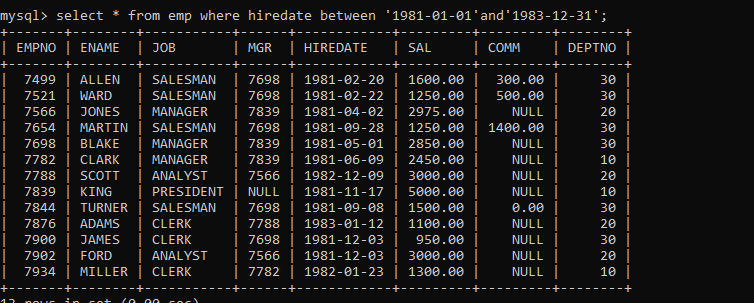 mysql> select * from emp where hiredate between '1981-01-01'and'1983-12-31';
+-------+--------+-----------+------+------------+---------+---------+--------+
| EMPNO | ENAME  | JOB       | MGR  | HIREDATE   | SAL     | COMM    | DEPTNO |
+-------+--------+-----------+------+------------+---------+---------+--------+
|  7499 | ALLEN  | SALESMAN  | 7698 | 1981-02-20 | 1600.00 |  300.00 |     30 |
|  7521 | WARD   | SALESMAN  | 7698 | 1981-02-22 | 1250.00 |  500.00 |     30 |
|  7566 | JONES  | MANAGER   | 7839 | 1981-04-02 | 2975.00 |    NULL |     20 |
|  7654 | MARTIN | SALESMAN  | 7698 | 1981-09-28 | 1250.00 | 1400.00 |     30 |
|  7698 | BLAKE  | MANAGER   | 7839 | 1981-05-01 | 2850.00 |    NULL |     30 |
|  7782 | CLARK  | MANAGER   | 7839 | 1981-06-09 | 2450.00 |    NULL |     10 |
|  7788 | SCOTT  | ANALYST   | 7566 | 1982-12-09 | 3000.00 |    NULL |     20 |
|  7839 | KING   | PRESIDENT | NULL | 1981-11-17 | 5000.00 |    NULL |     10 |
|  7844 | TURNER | SALESMAN  | 7698 | 1981-09-08 | 1500.00 |    0.00 |     30 |
|  7876 | ADAMS  | CLERK     | 7788 | 1983-01-12 | 1100.00 |    NULL |     20 |
|  7900 | JAMES  | CLERK     | 7698 | 1981-12-03 |  950.00 |    NULL |     30 |
|  7902 | FORD   | ANALYST   | 7566 | 1981-12-03 | 3000.00 |    NULL |     20 |
|  7934 | MILLER | CLERK     | 7782 | 1982-01-23 | 1300.00 |    NULL |     10 |
+-------+--------+-----------+------+------------+---------+---------+--------+
13 rows in set (0.00 sec)